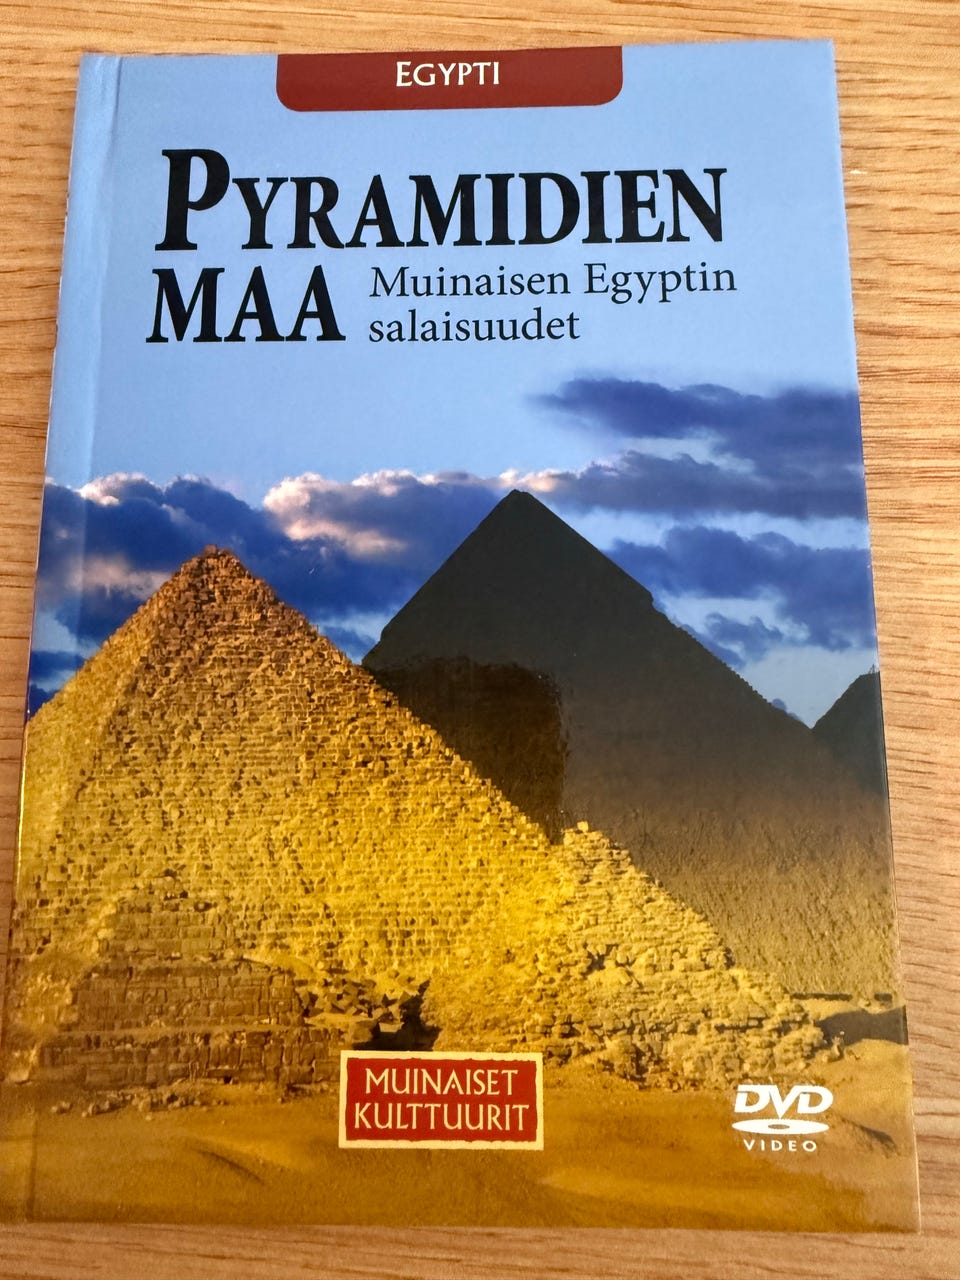 EGYPTI
PYRAMIDIEN
MAA
Muinaisen Egyptin
salaisuudet
MUINAISET
KULTTUURIT
DVD
VIDEO